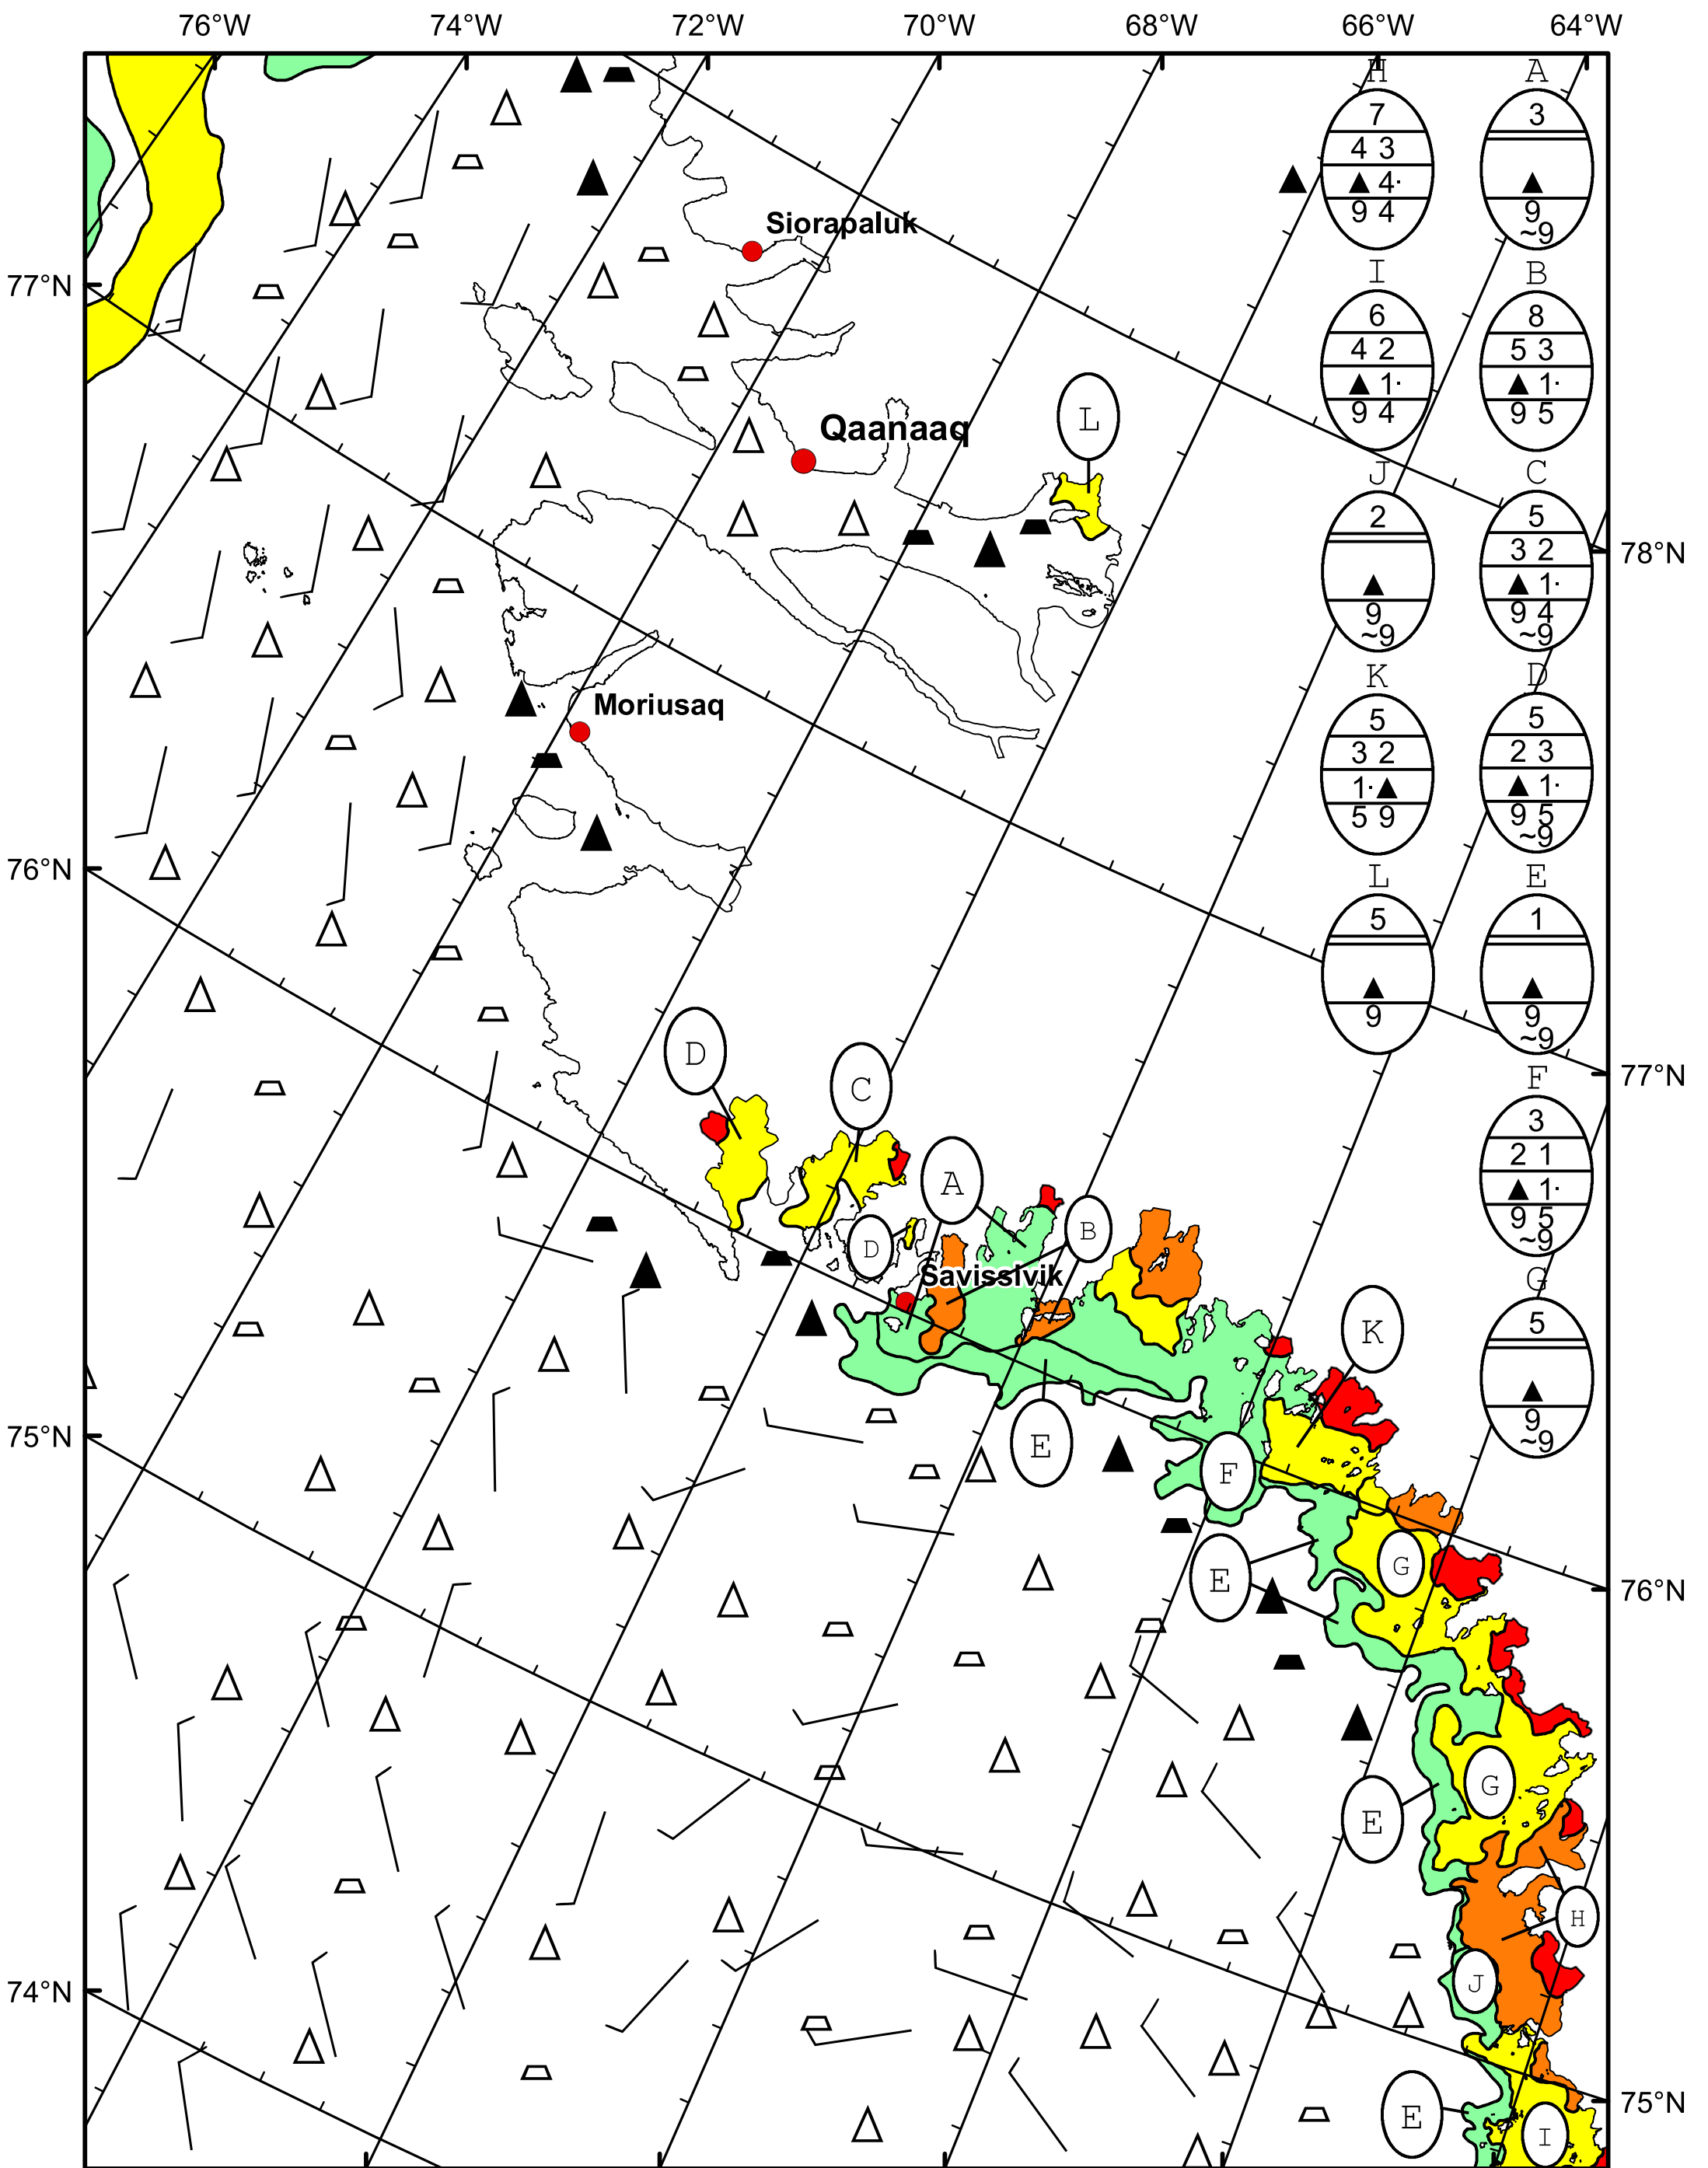 76°W 74°W 72°W 70°W 68°W 66°W 64°W
H
7
4 3
4·
9 4
A
3
9
~9
Siorapaluk
77°N
I
6
4 2
1·
9 4
B
8
5 3
1·
9 5
Qaanaaq
L
J
2
9
~9
C
5
3 2
1·
9 4
~9
78°N
Moriusaq
K
5
3 2
1·
5 9
D
5
2 3
1·
9 5
~9
76°N
L
5
9
E
1
9
~9
77°N
D
C
F
3
2 1
1·
9 5
~9
A
B
D
Savissivik
G
5
9
~9
K
75°N
E
F
G
E
76°N
G
E
H
J
74°N
75°N
E
I